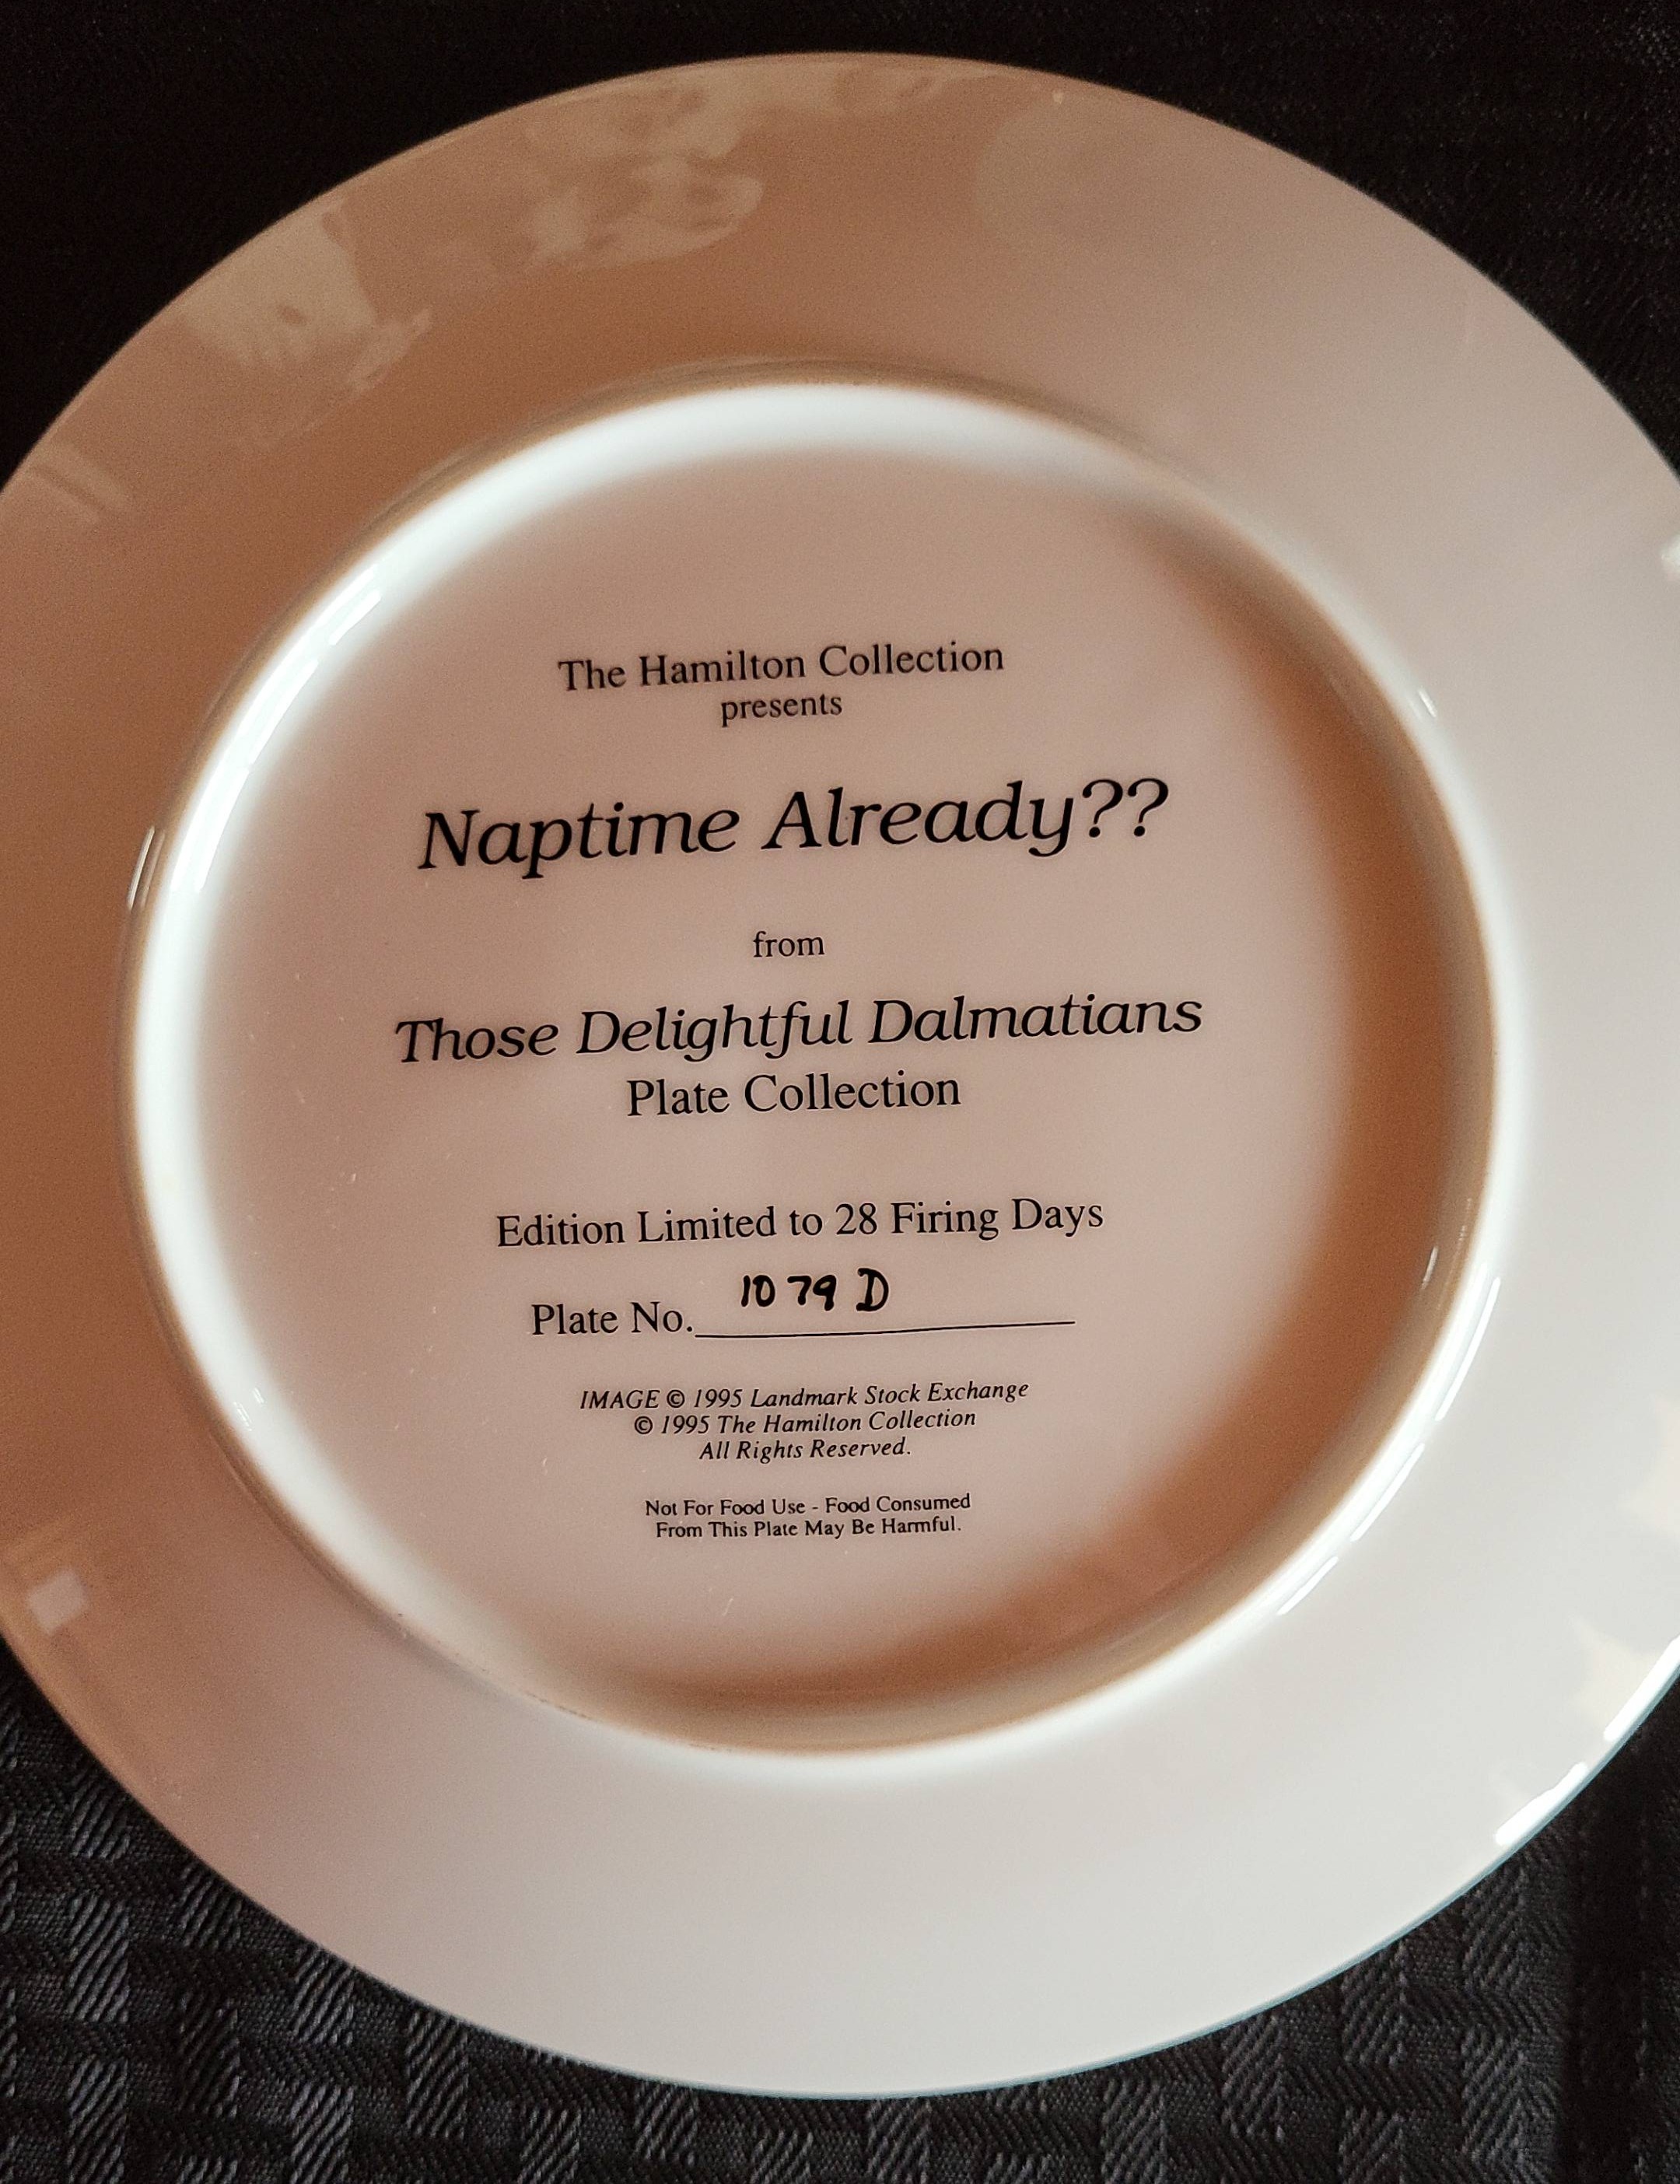 The Hamilton Collection
presents
Naptime Already??
from
Those Delightful Dalmatians
Plate Collection
Edition Limited to 28 Firing Days
Plate No. 1079 D
IMAGE © 1995 Landmark Stock Exchange
© 1995 The Hamilton Collection
All Rights Reserved.
Not For Food Use - Food Consumed
From This Plate May Be Harmful.